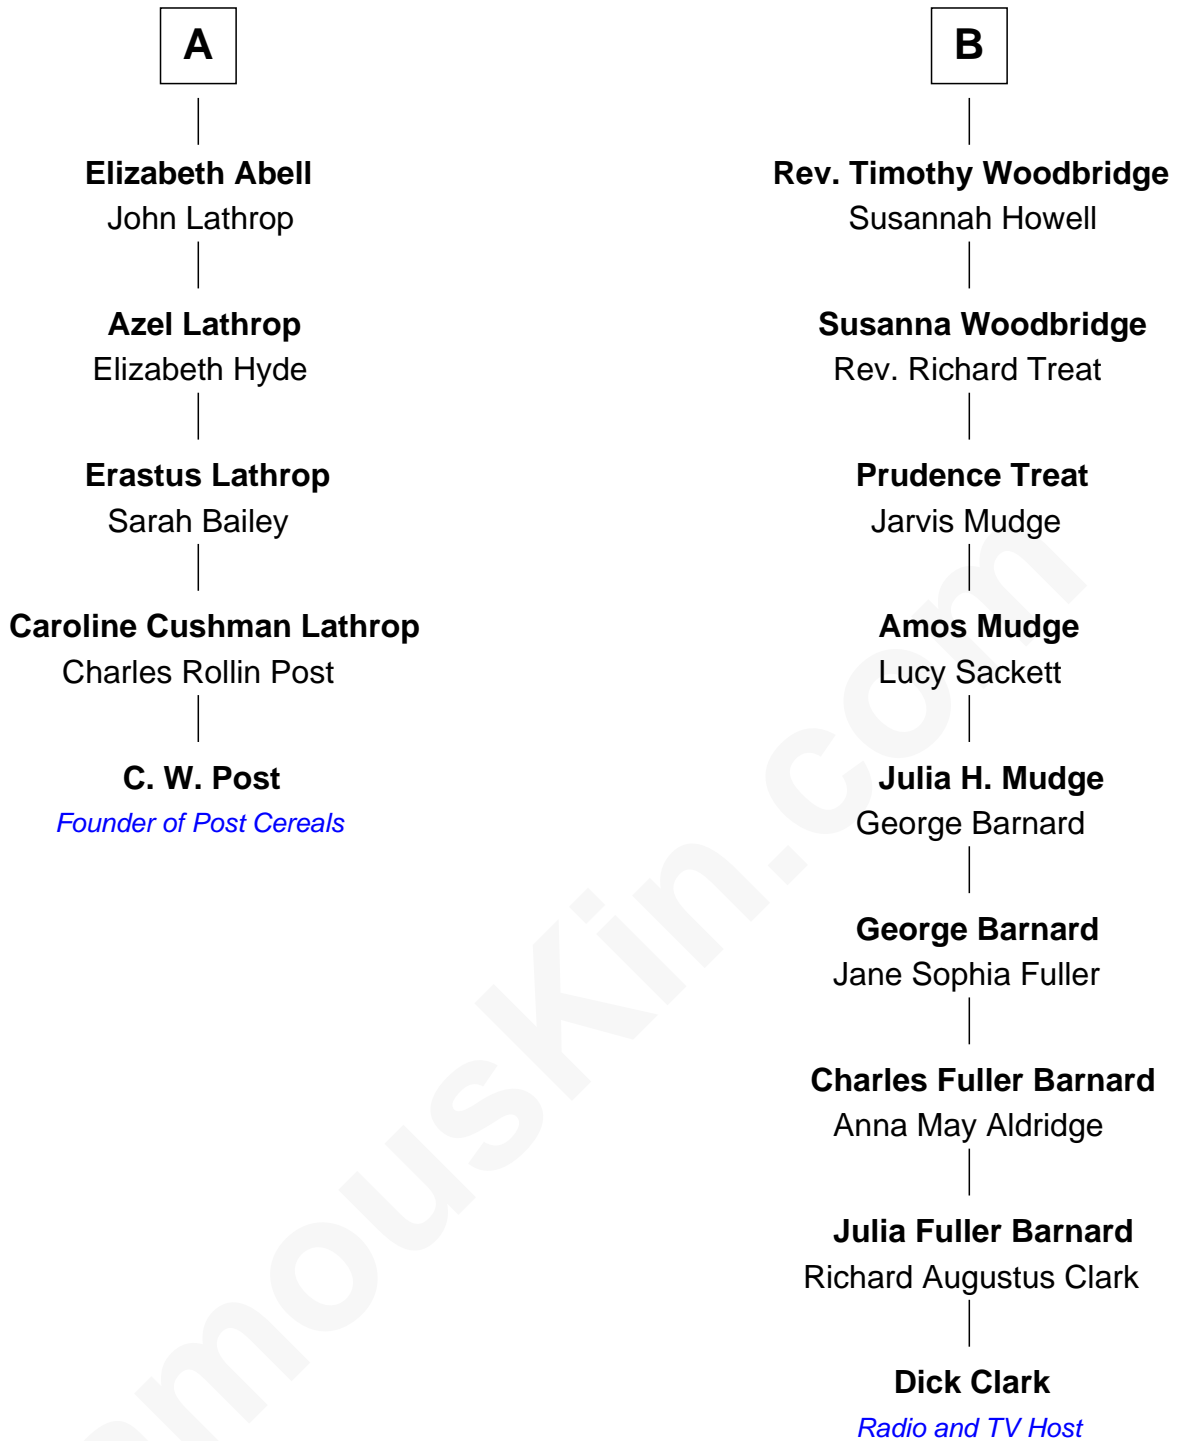 A
Elizabeth Abell
John Lathrop
Azel Lathrop
Elizabeth Hyde
Erastus Lathrop
Sarah Bailey
Caroline Cushman Lathrop
Charles Rollin Post
C. W. Post
Founder of Post Cereals
B
Rev. Timothy Woodbridge
Susannah Howell
Susanna Woodbridge
Rev. Richard Treat
Prudence Treat
Jarvis Mudge
Amos Mudge
Lucy Sackett
Julia H. Mudge
George Barnard
George Barnard
Jane Sophia Fuller
Charles Fuller Barnard
Anna May Aldridge
Julia Fuller Barnard
Richard Augustus Clark
Dick Clark
Radio and TV Host
amouskin.com